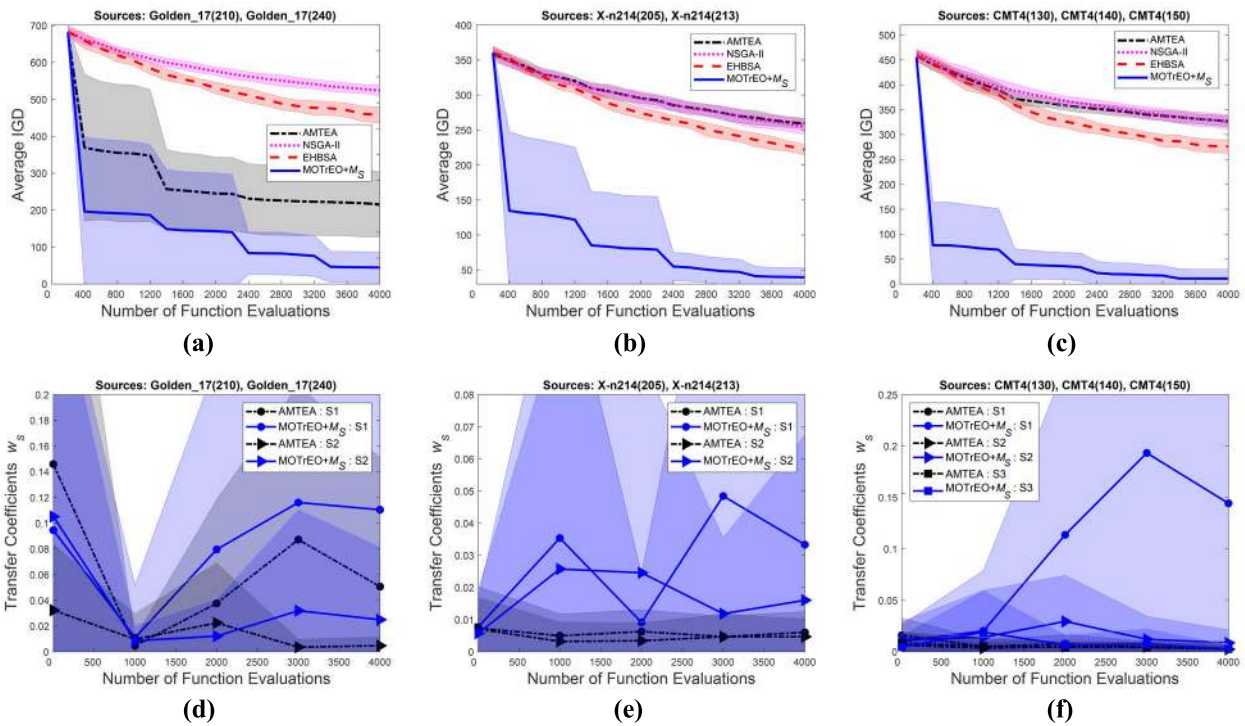 Sources: Golden_17(210), Golden_17(240)
700
600
500
400
300
200
100
0
Average IGD
AMTEA
NSGA-II
EHBSA
MOTrEO+M_S
0 400 800 1200 1600 2000 2400 2800 3200 3600 4000
Number of Function Evaluations
(a)
Sources: X-n214(205), X-n214(213)
400
350
300
250
200
150
100
50
Average IGD
AMTEA
NSGA-II
EHBSA
MOTrEO+M_S
0 400 800 1200 1600 2000 2400 2800 3200 3600 4000
Number of Function Evaluations
(b)
Sources: CMT4(130), CMT4(140), CMT4(150)
500
450
400
350
300
250
200
150
100
50
0
Average IGD
AMTEA
NSGA-II
EHBSA
MOTrEO+M_S
0 400 800 1200 1600 2000 2400 2800 3200 3600 4000
Number of Function Evaluations
(c)
Sources: Golden_17(210), Golden_17(240)
0.2
0.18
0.16
0.14
0.12
0.1
0.08
0.06
0.04
0.02
0
Transfer Coefficients w_s
AMTEA : S1
MOTrEO+M_S : S1
AMTEA : S2
MOTrEO+M_S : S2
0 500 1000 1500 2000 2500 3000 3500 4000
Number of Function Evaluations
(d)
Sources: X-n214(205), X-n214(213)
0.08
0.07
0.06
0.05
0.04
0.03
0.02
0.01
0
Transfer Coefficients w_s
AMTEA : S1
MOTrEO+M_S : S1
AMTEA : S2
MOTrEO+M_S : S2
0 500 1000 1500 2000 2500 3000 3500 4000
Number of Function Evaluations
(e)
Sources: CMT4(130), CMT4(140), CMT4(150)
0.25
0.2
0.15
0.1
0.05
0
Transfer Coefficients w_s
AMTEA : S1
MOTrEO+M_S : S1
AMTEA : S2
MOTrEO+M_S : S2
AMTEA : S3
MOTrEO+M_S : S3
0 500 1000 1500 2000 2500 3000 3500 4000
Number of Function Evaluations
(f)